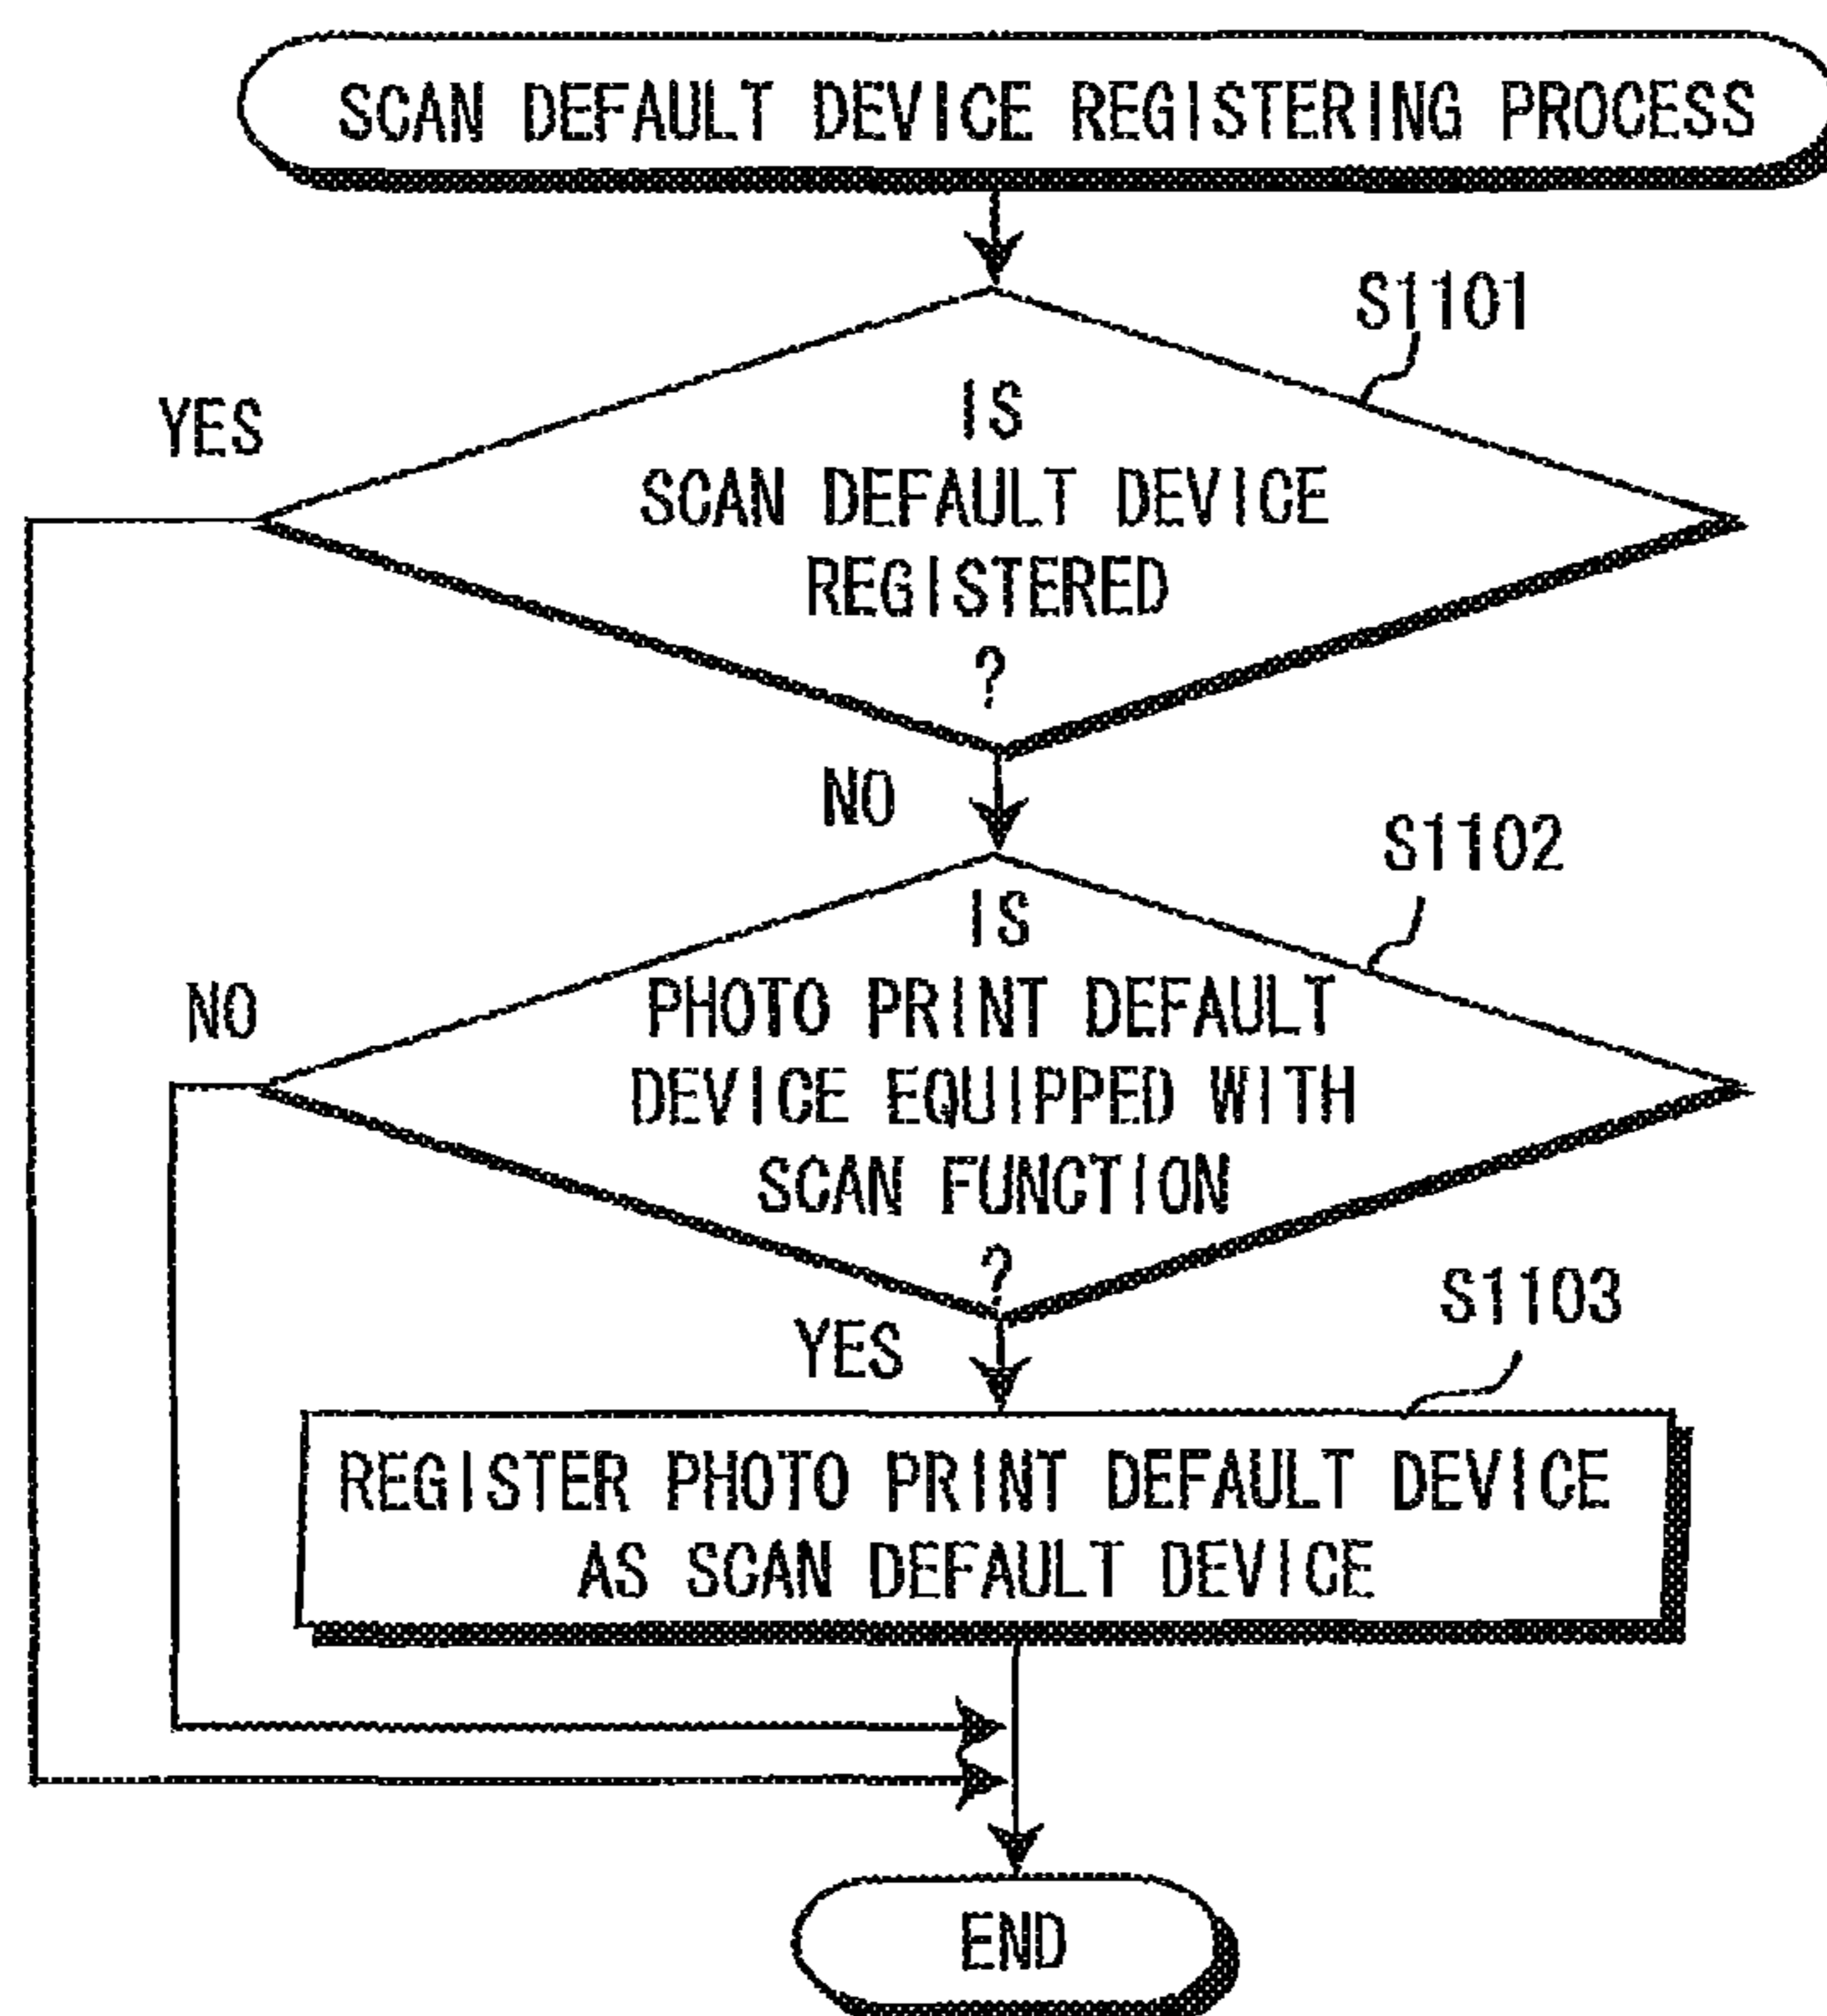 SCAN DEFAULT DEVICE REGISTERING PROCESS
S1101
YES
IS
SCAN DEFAULT DEVICE
REGISTERED
?
NO
S1102
IS
PHOTO PRINT DEFAULT
DEVICE EQUIPPED WITH
SCAN FUNCTION
?
NO
YES
S1103
REGISTER PHOTO PRINT DEFAULT DEVICE
AS SCAN DEFAULT DEVICE
END